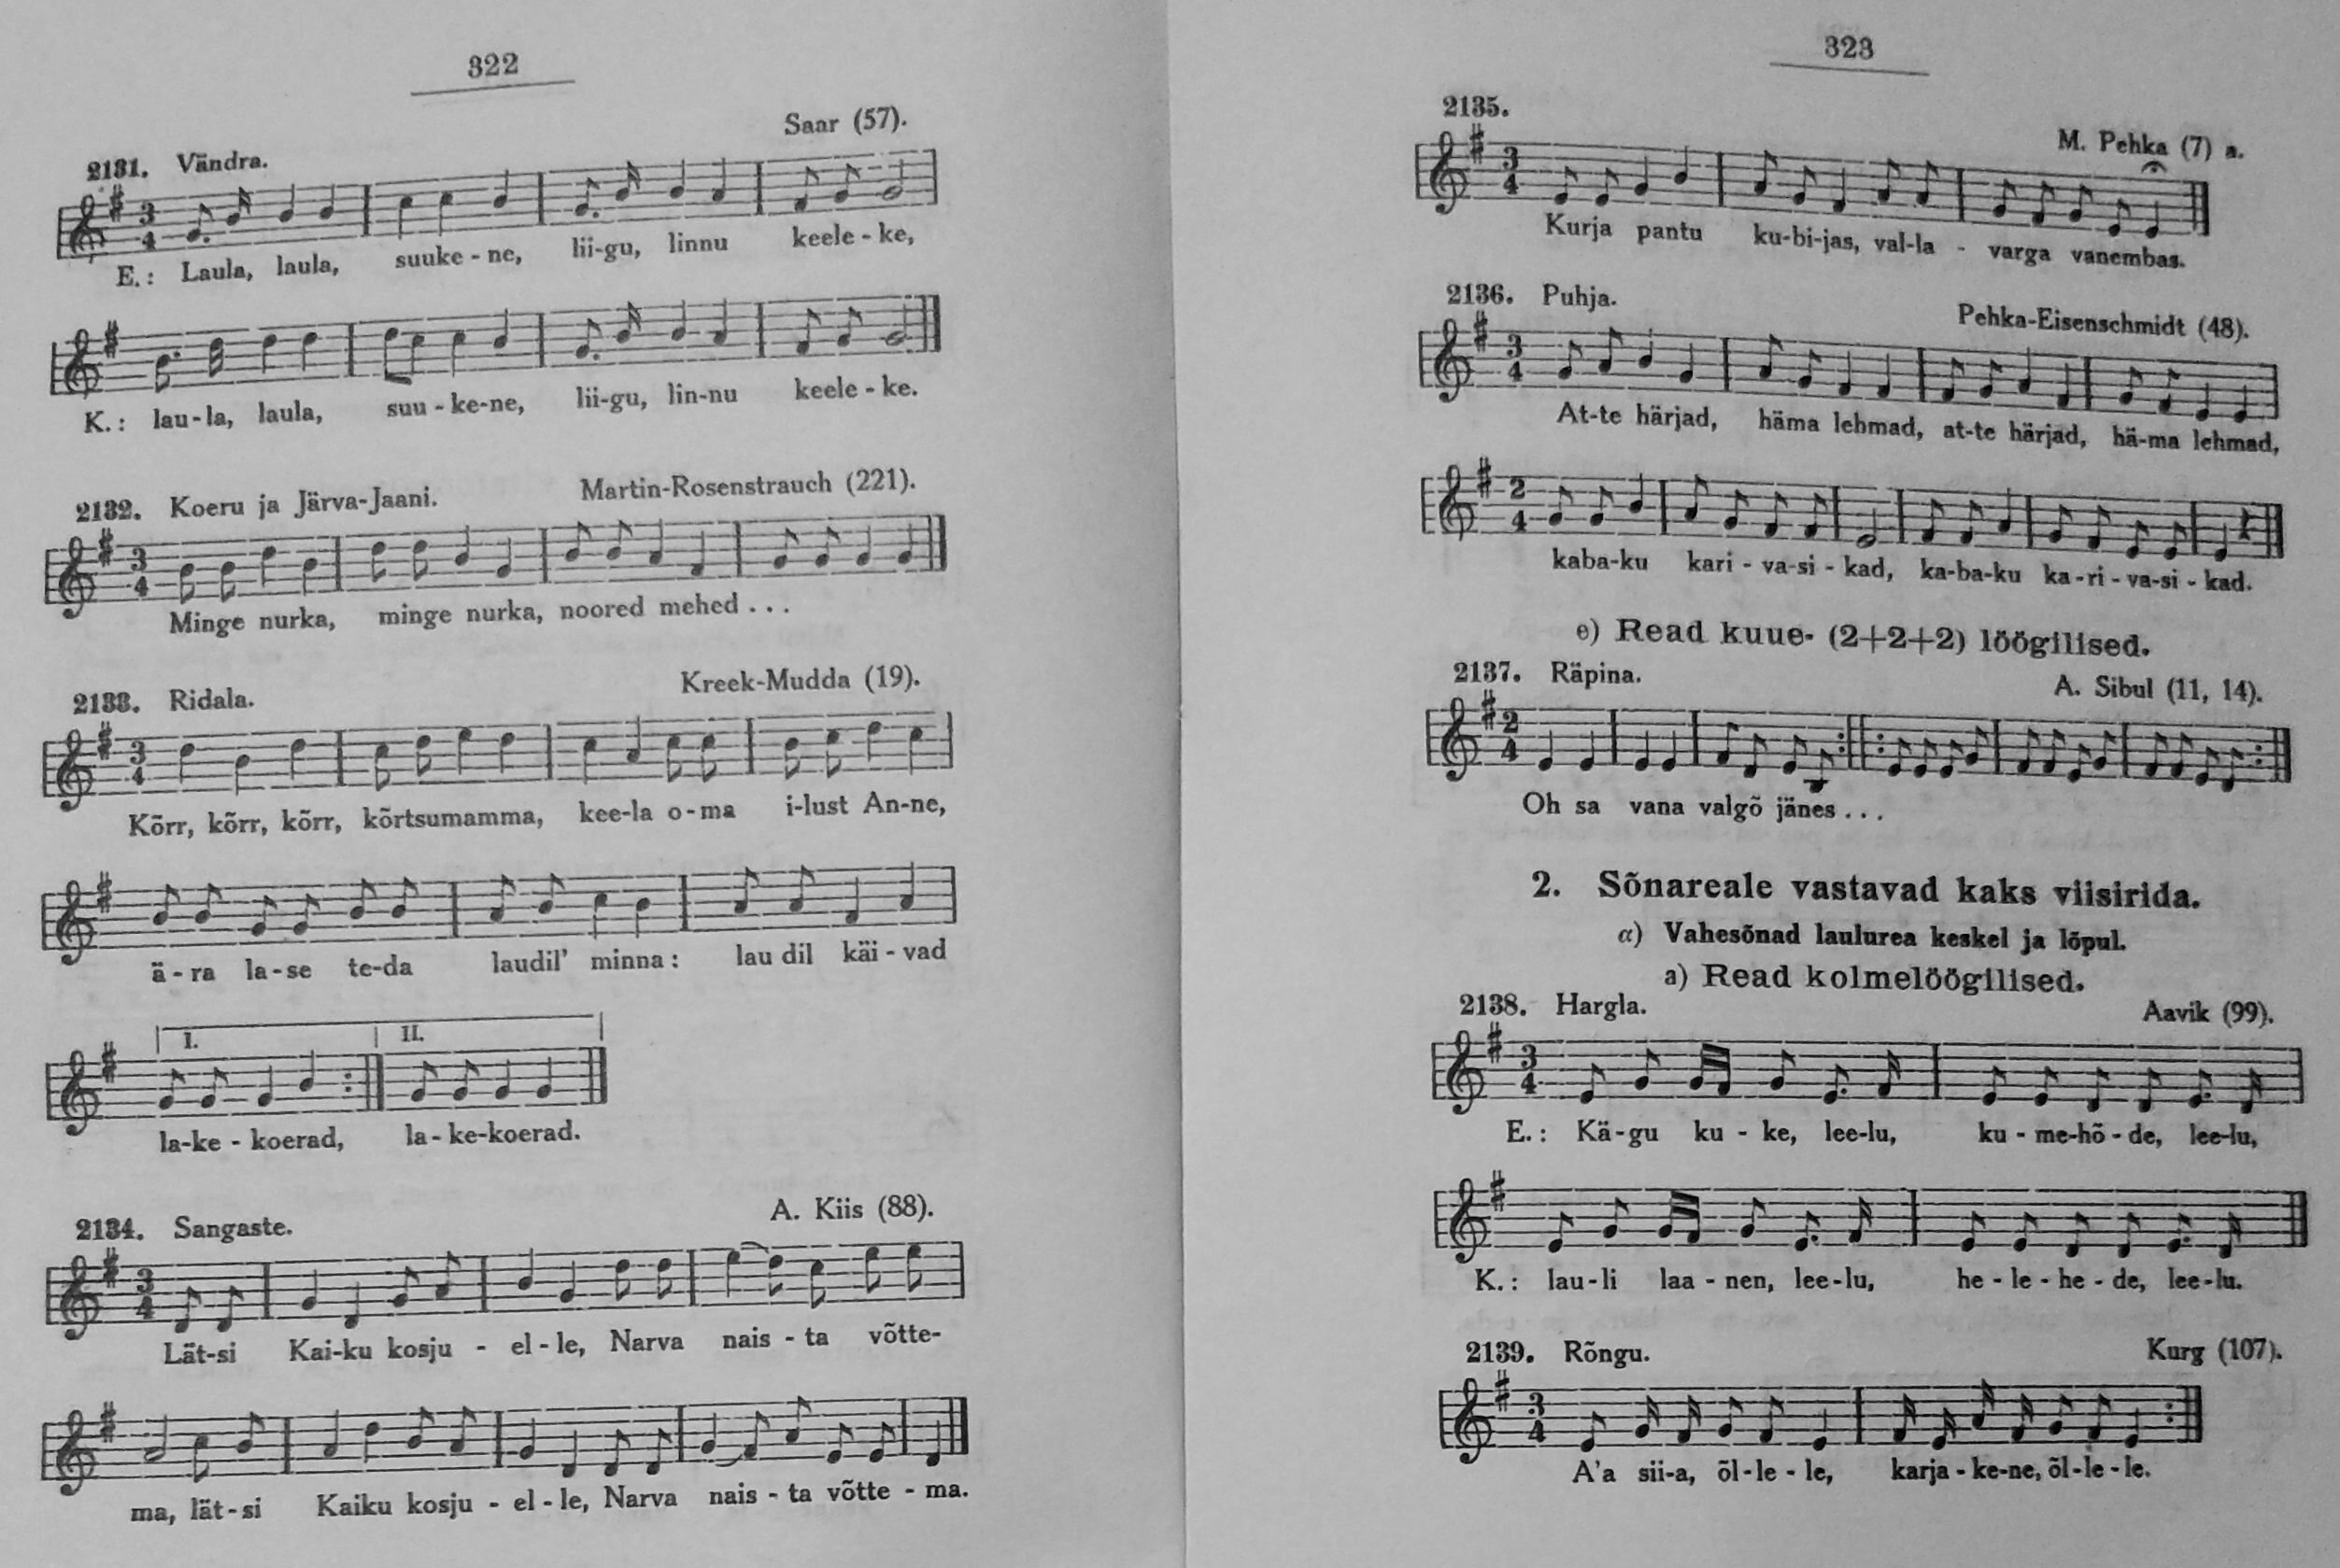 322
Saar (57).
2131. Vändra.
E.: Laula, laula, suuke - ne, lii-gu, linnu keele - ke,
K.: lau - la, laula, suu - ke-ne, lii-gu, lin-nu keele - ke.
2132. Koeru ja Järva-Jaani. Martin-Rosenstrauch (221).
Minge nurka, minge nurka, noored mehed . . .
2133. Ridala. Kreek-Mudda (19).
Kõrr, kõrr, kõrr, kõrtsumamma, kee-la o-ma i-lust An-ne,
ä - ra la - se te-da laudil’ minna: lau dil käi - vad
I. II.
la-ke - koerad, la - ke-koerad.
2134. Sangaste. A. Kiis (88).
Lät-si Kai-ku kosju - el - le, Narva nais - ta võtte-
ma, lät - si Kaiku kosju - el - le, Narva nais - ta võtte - ma.
323
2135.
M. Pehka (7) a.
Kurja pantu ku-bi-jas, val-la - varga vanembas.
2136. Puhja.
Pehka-Eisenschmidt (48).
At-te härjad, häma lehmad, at-te härjad, hä-ma lehmad,
kaba-ku kari - va-si - kad, ka-ba-ku ka - ri - va-si - kad.
e) Read kuue- (2+2+2) löögilised.
2137. Räpina. A. Sibul (11, 14).
Oh sa vana valgõ jänes . . .
2. Sõnareale vastavad kaks viisirida.
α) Vahesõnad laulurea keskel ja lõpul.
a) Read kolmelöögilised.
2138. Hargla. Aavik (99).
E.: Kä-gu ku - ke, lee-lu, ku - me-hõ - de, lee-lu,
K.: lau - li laa - nen, lee-lu, he - le - he - de, lee-lu.
2139. Rõngu. Kurg (107).
A’a sii-a, õl-le - le, karja - ke-ne, õl-le - le.